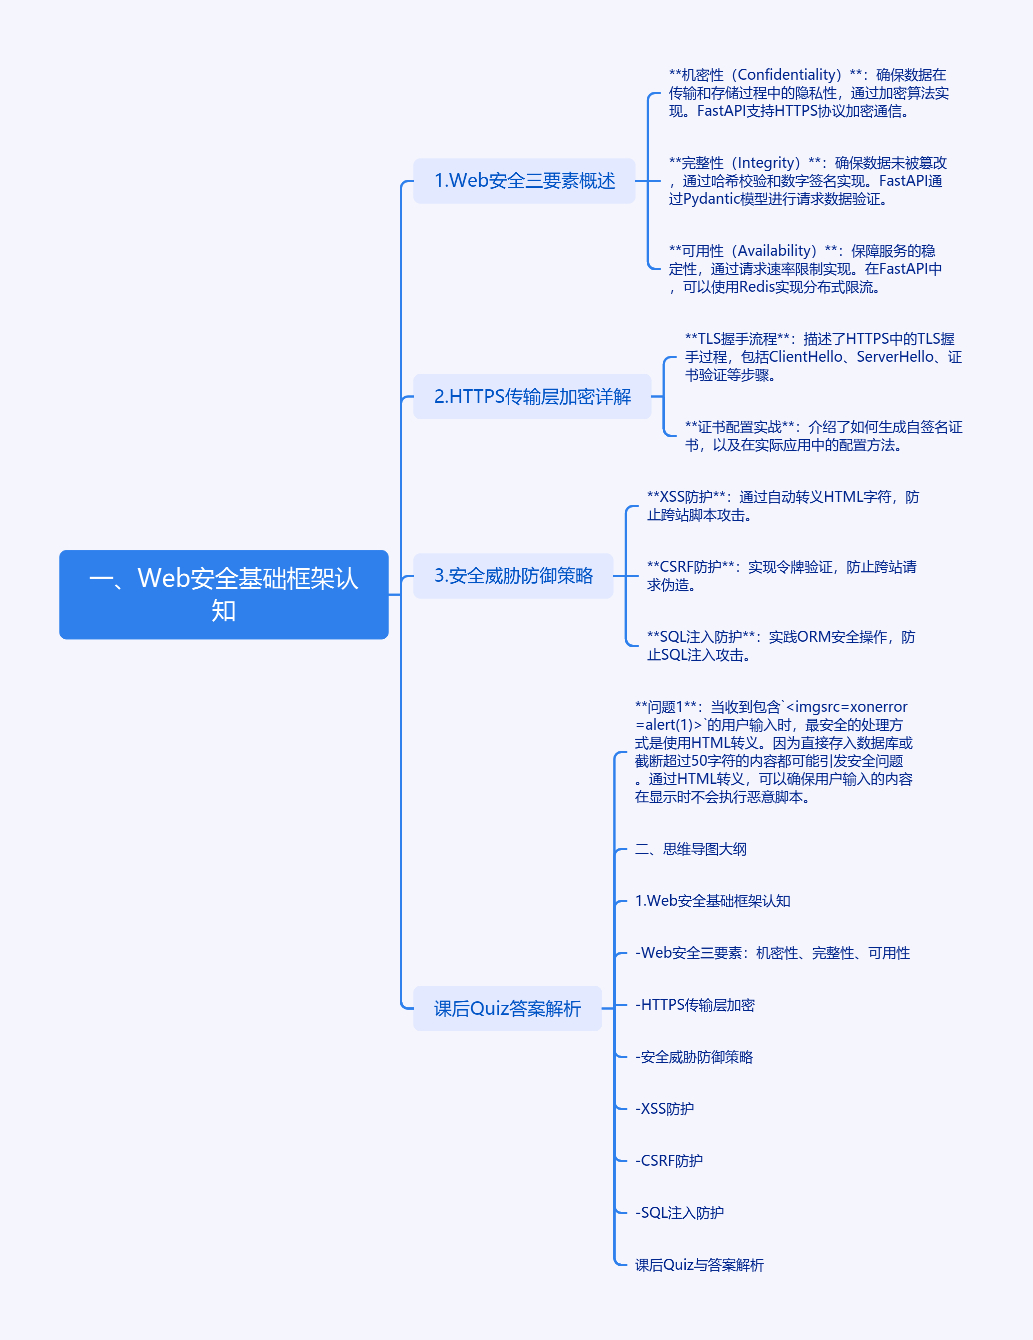 一、Web安全基础框架认
知
1.Web安全三要素概述
**机密性（Confidentiality）**：确保数据在
传输和存储过程中的隐私性，通过加密算法实
现。FastAPI支持HTTPS协议加密通信。
**完整性（Integrity）**：确保数据未被篡改
，通过哈希校验和数字签名实现。FastAPI通
过Pydantic模型进行请求数据验证。
**可用性（Availability）**：保障服务的稳
定性，通过请求速率限制实现。在FastAPI中
，可以使用Redis实现分布式限流。
2.HTTPS传输层加密详解
**TLS握手流程**：描述了HTTPS中的TLS握
手过程，包括ClientHello、ServerHello、证
书验证等步骤。
**证书配置实战**：介绍了如何生成自签名证
书，以及在实际应用中的配置方法。
3.安全威胁防御策略
**XSS防护**：通过自动转义HTML字符，防
止跨站脚本攻击。
**CSRF防护**：实现令牌验证，防止跨站请
求伪造。
**SQL注入防护**：实践ORM安全操作，防
止SQL注入攻击。
课后Quiz答案解析
**问题1**：当收到包含`<imgsrc=xonerror
=alert(1)>`的用户输入时，最安全的处理方
式是使用HTML转义。因为直接存入数据库或
截断超过50字符的内容都可能引发安全问题
。通过HTML转义，可以确保用户输入的内容
在显示时不会执行恶意脚本。
二、思维导图大纲
1.Web安全基础框架认知
-Web安全三要素：机密性、完整性、可用性
-HTTPS传输层加密
-安全威胁防御策略
-XSS防护
-CSRF防护
-SQL注入防护
课后Quiz与答案解析